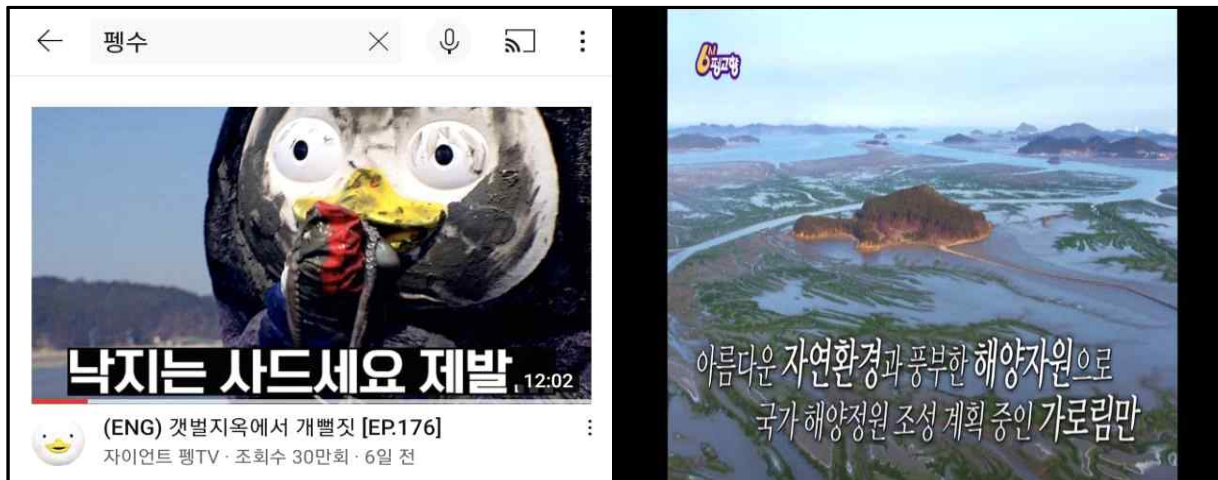 펭수
낙지는 사드세요 제발
12:02
(ENG) 갯벌지옥에서 개뻘짓 [EP.176]
자이언트 펭TV · 조회수 30만회 · 6일 전
6시 펭고향
아름다운 자연환경과 풍부한 해양자원으로
국가 해양정원 조성 계획 중인 가로림만